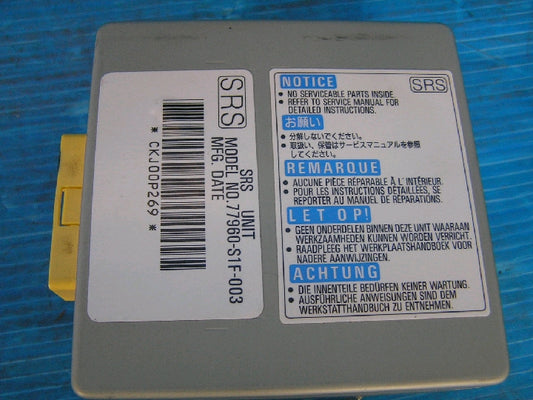 SRS
SRS UNIT
MODEL NO. 77960-S1F-003
MFG. DATE
* CKJ00P269 *
NOTICE
SRS
• NO SERVICEABLE PARTS INSIDE.
• REFER TO SERVICE MANUAL FOR
DETAILED INSTRUCTIONS.
お願い
• 分解しないでください。
• 取扱い、保管はサービスマニュアルを参照
してください。
REMARQUE
• AUCUNE PIÈCE RÉPARABLE À L' INTÉRIEUR.
• POUR LES INSTRUCTIONS DÉTAILLÉES, SE
REPORTER AU MANUEL DE RÉPARATIONS.
LET OP!
• GEEN ONDERDELEN BINNEN DEZE UNIT WAARAAN
WERKZAAMHEDEN KUNNEN WORDEN VERRICHT.
• RAADPLEEG HET WERKPLAATSHANDBOEK VOOR
NADERE AANWIJZINGEN.
ACHTUNG
• DIE INNENTEILE BEDÜRFEN KEINER WARTUNG.
• AUSFÜHRLICHE ANWEISUNGEN SIND DEM
WERKSTATTHANDBUCH ZU ENTNEHMEN.